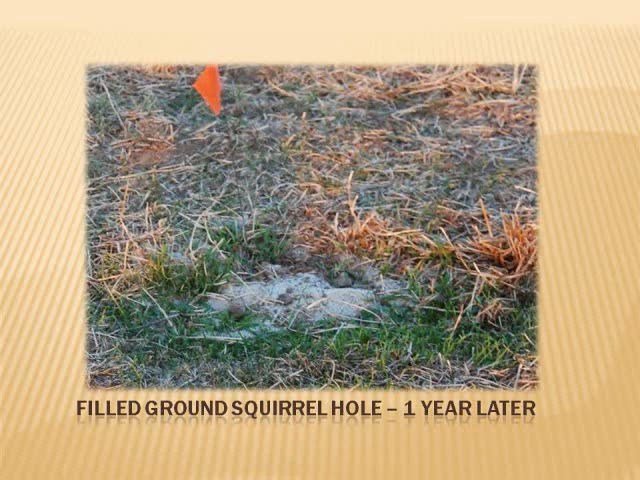 FILLED GROUND SQUIRREL HOLE – 1 YEAR LATER